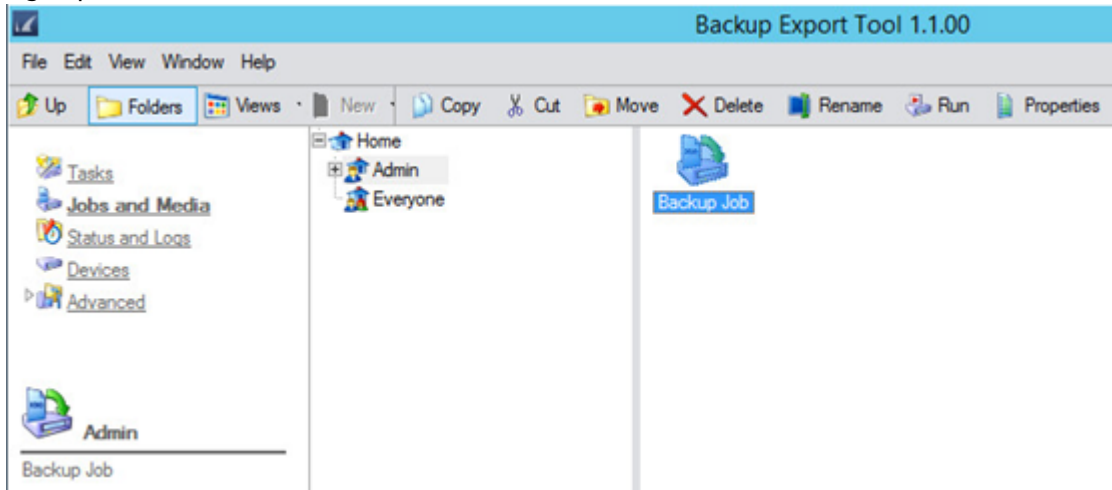 Backup Export Tool 1.1.00
File Edit View Window Help
Up Folders Views New Copy Cut Move Delete Rename Run Properties
Tasks
Jobs and Media
Status and Logs
Devices
Advanced
Admin
Backup Job
Home
Admin
Everyone
Backup Job